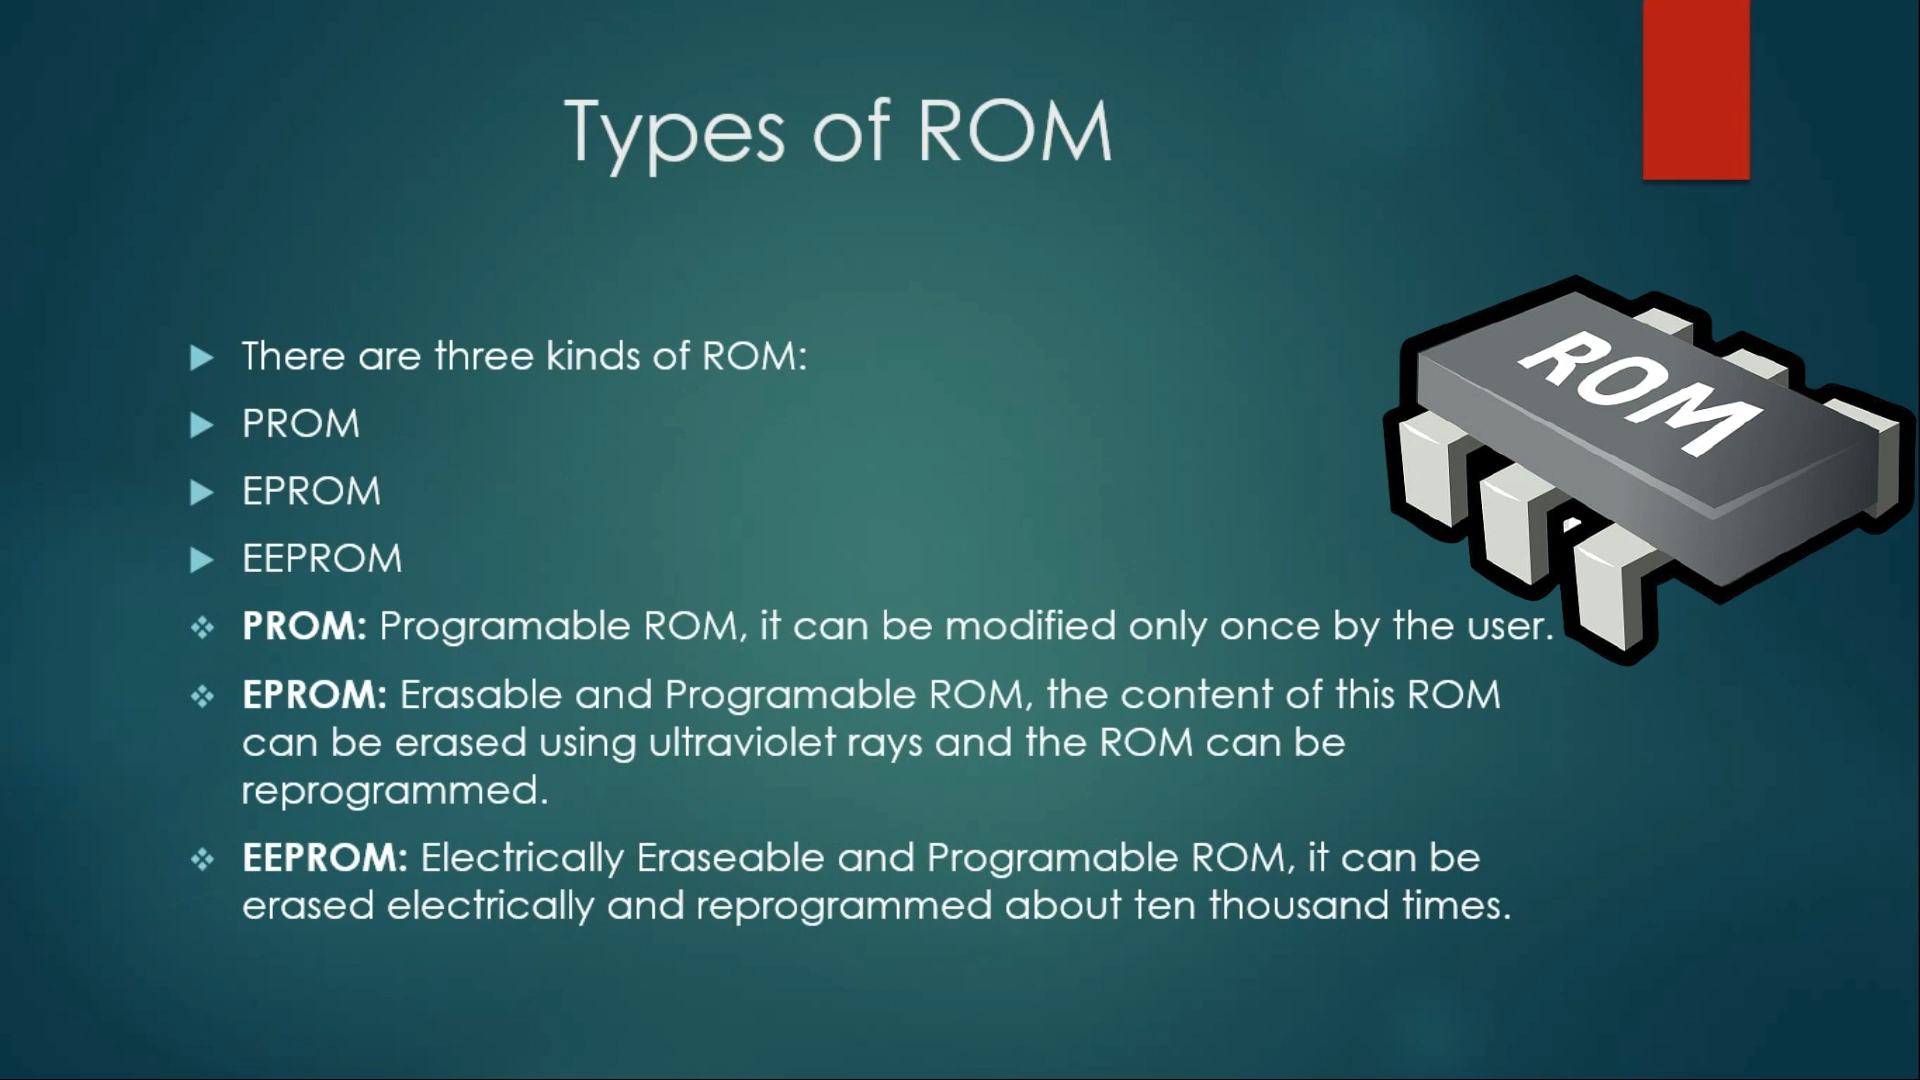 Types of ROM
There are three kinds of ROM:
PROM
EPROM
EEPROM
PROM: Programable ROM, it can be modified only once by the user.
EPROM: Erasable and Programable ROM, the content of this ROM
can be erased using ultraviolet rays and the ROM can be
reprogrammed.
EEPROM: Electrically Eraseable and Programable ROM, it can be
erased electrically and reprogrammed about ten thousand times.
ROM